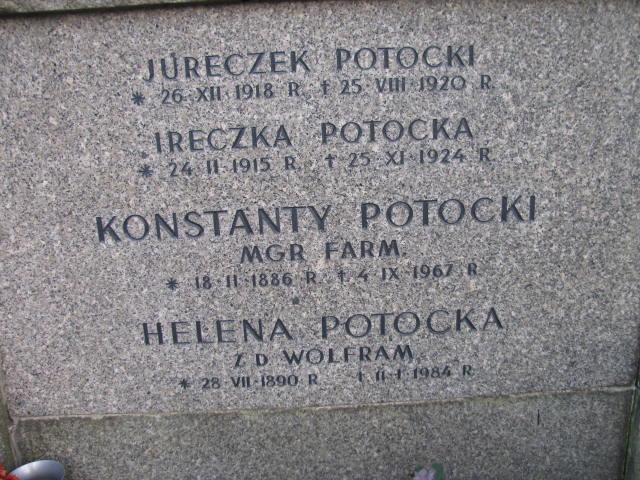 JURECZEK POTOCKI
* 26·XII·1918 R. † 25·VIII·1920 R.
IRECZKA POTOCKA
* 24·II·1915 R. † 25·XI·1924 R.
KONSTANTY POTOCKI
MGR FARM.
* 18·II·1886 R. † 4·IX·1967 R.
HELENA POTOCKA
Z D. WOLFRAM.
* 28·VII·1890 R. † 11·I·1984 R.